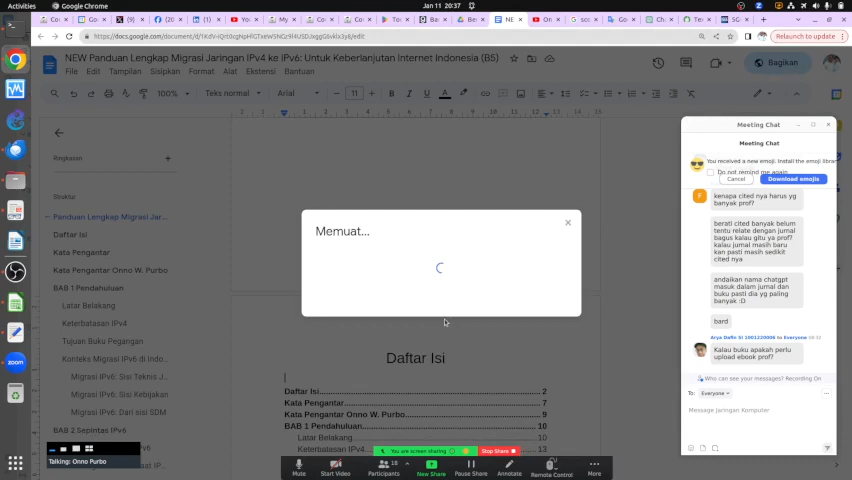 Activities
Google Chrome
Jan 11 20:37
https://docs.google.com/document/d/
/edit
Relaunch to update
NEW Panduan Lengkap Migrasi Jaringan IPv4 ke IPv6: Untuk Keberlanjutan Internet Indonesia (B5)
File Edit Tampilan Sisipkan Format Alat Ekstensi Bantuan
Bagikan
100%
Teks normal
Arial
11
Ringkasan
Struktur
Panduan Lengkap Migrasi Jar...
Daftar Isi
Kata Pengantar
Kata Pengantar Onno W. Purbo
BAB 1 Pendahuluan
Latar Belakang
Keterbatasan IPv4
Tujuan Buku Pegangan
Konteks Migrasi IPv6 di Indo...
Migrasi IPv6: Sisi Teknis J...
Migrasi IPv6: Sisi Kebijakan
Migrasi IPv6: Dari sisi SDM
BAB 2 Sepintas IPv6
Memuat...
Daftar Isi
Daftar Isi 2
Kata Pengantar 7
Kata Pengantar Onno W. Purbo 9
BAB 1 Pendahuluan 10
Latar Belakang 10
Keterbatasan IPv4 13
Meeting Chat
Meeting Chat
You received a new emoji. Install the emoji librar
Do not remind me again
Cancel
Download emojis
F
kenapa cited nya harus yg
banyak prof?
berati cited banyak belum
tentu relate dengan jurnal
bagus kalau gitu ya prof?
kalau jurnal masih baru
kan pasti masih sedikit
cited nya
andaikan nama chatgpt
masuk dalam jurnal dan
buku pasti dia yg paling
banyak :D
bard
to Everyone
Kalau buku apakah perlu
upload ebook prof?
Who can see your messages? Recording On
To: Everyone
Message Jaringan Komputer
Talking: Onno Purbo
You are screen sharing
Stop Share
Mute
Start Video
Participants
18
New Share
Pause Share
Annotate
Remote Control
More
zoom